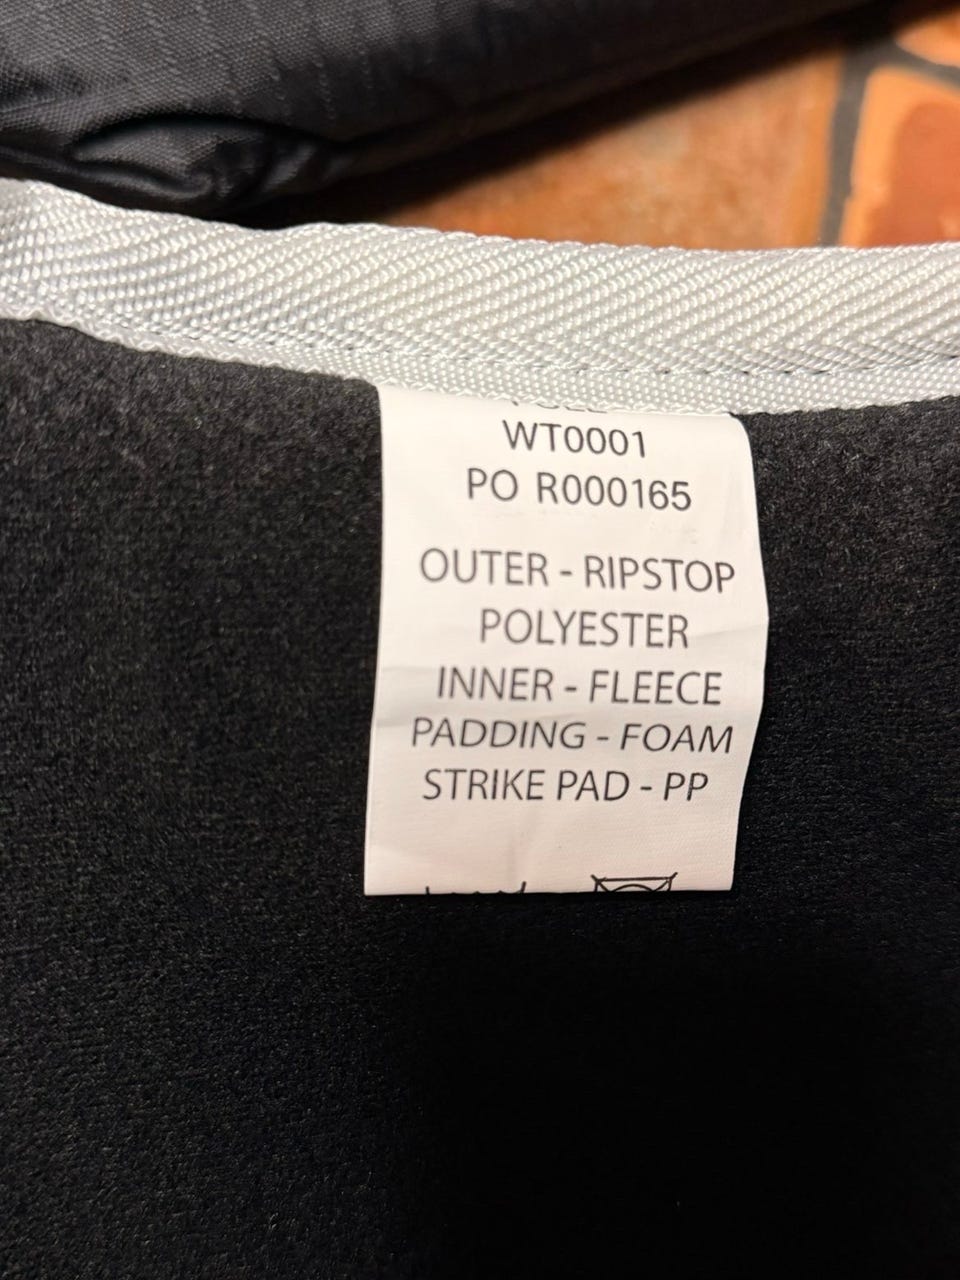 WT0001
PO R000165
OUTER - RIPSTOP
POLYESTER
INNER - FLEECE
PADDING - FOAM
STRIKE PAD - PP